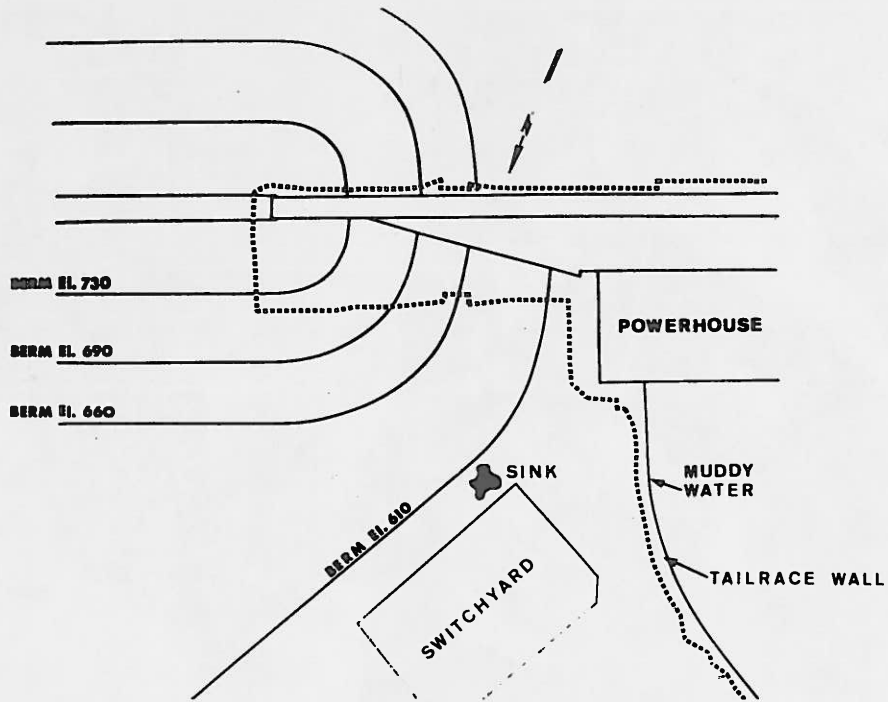 BERM El. 730
BERM El. 690
BERM El. 660
BERM El. 610
POWERHOUSE
SINK
MUDDY
WATER
TAILRACE WALL
SWITCHYARD